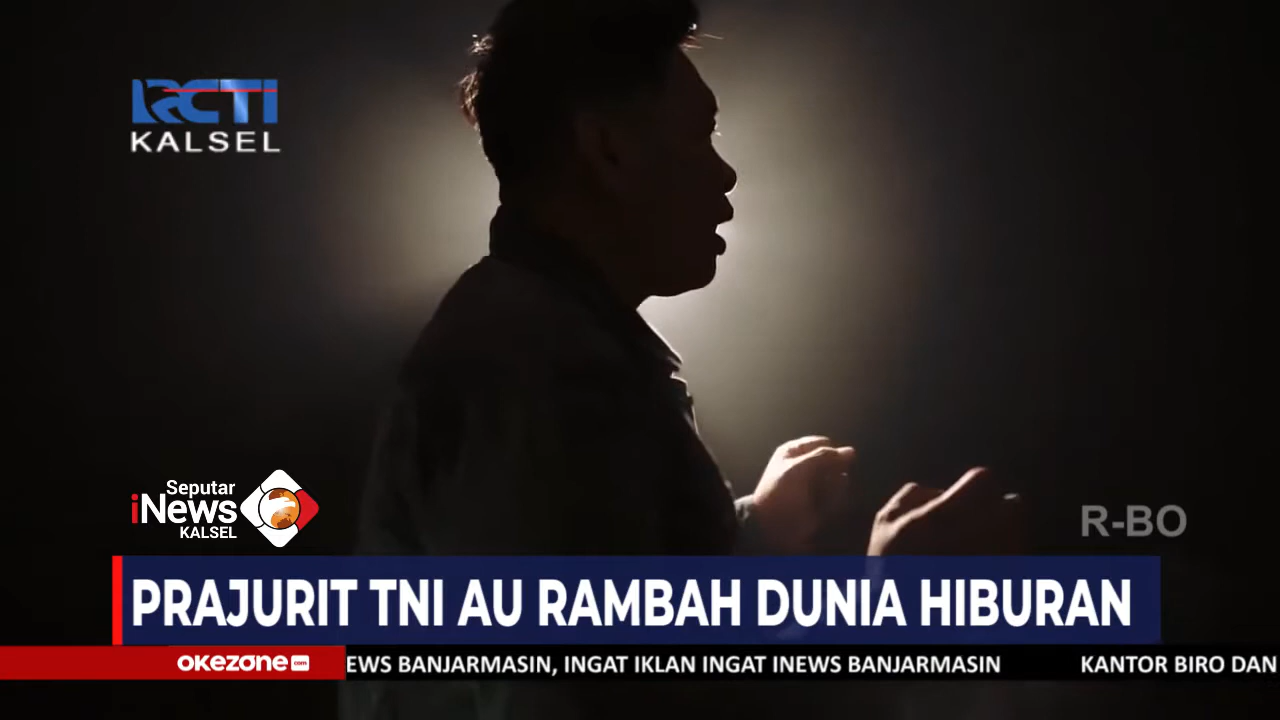 RCTI
KALSEL
Seputar
iNews
KALSEL
R-BO
PRAJURIT TNI AU RAMBAH DUNIA HIBURAN
okezone.com
EWS BANJARMASIN, INGAT IKLAN INGAT INEWS BANJARMASIN KANTOR BIRO DAN